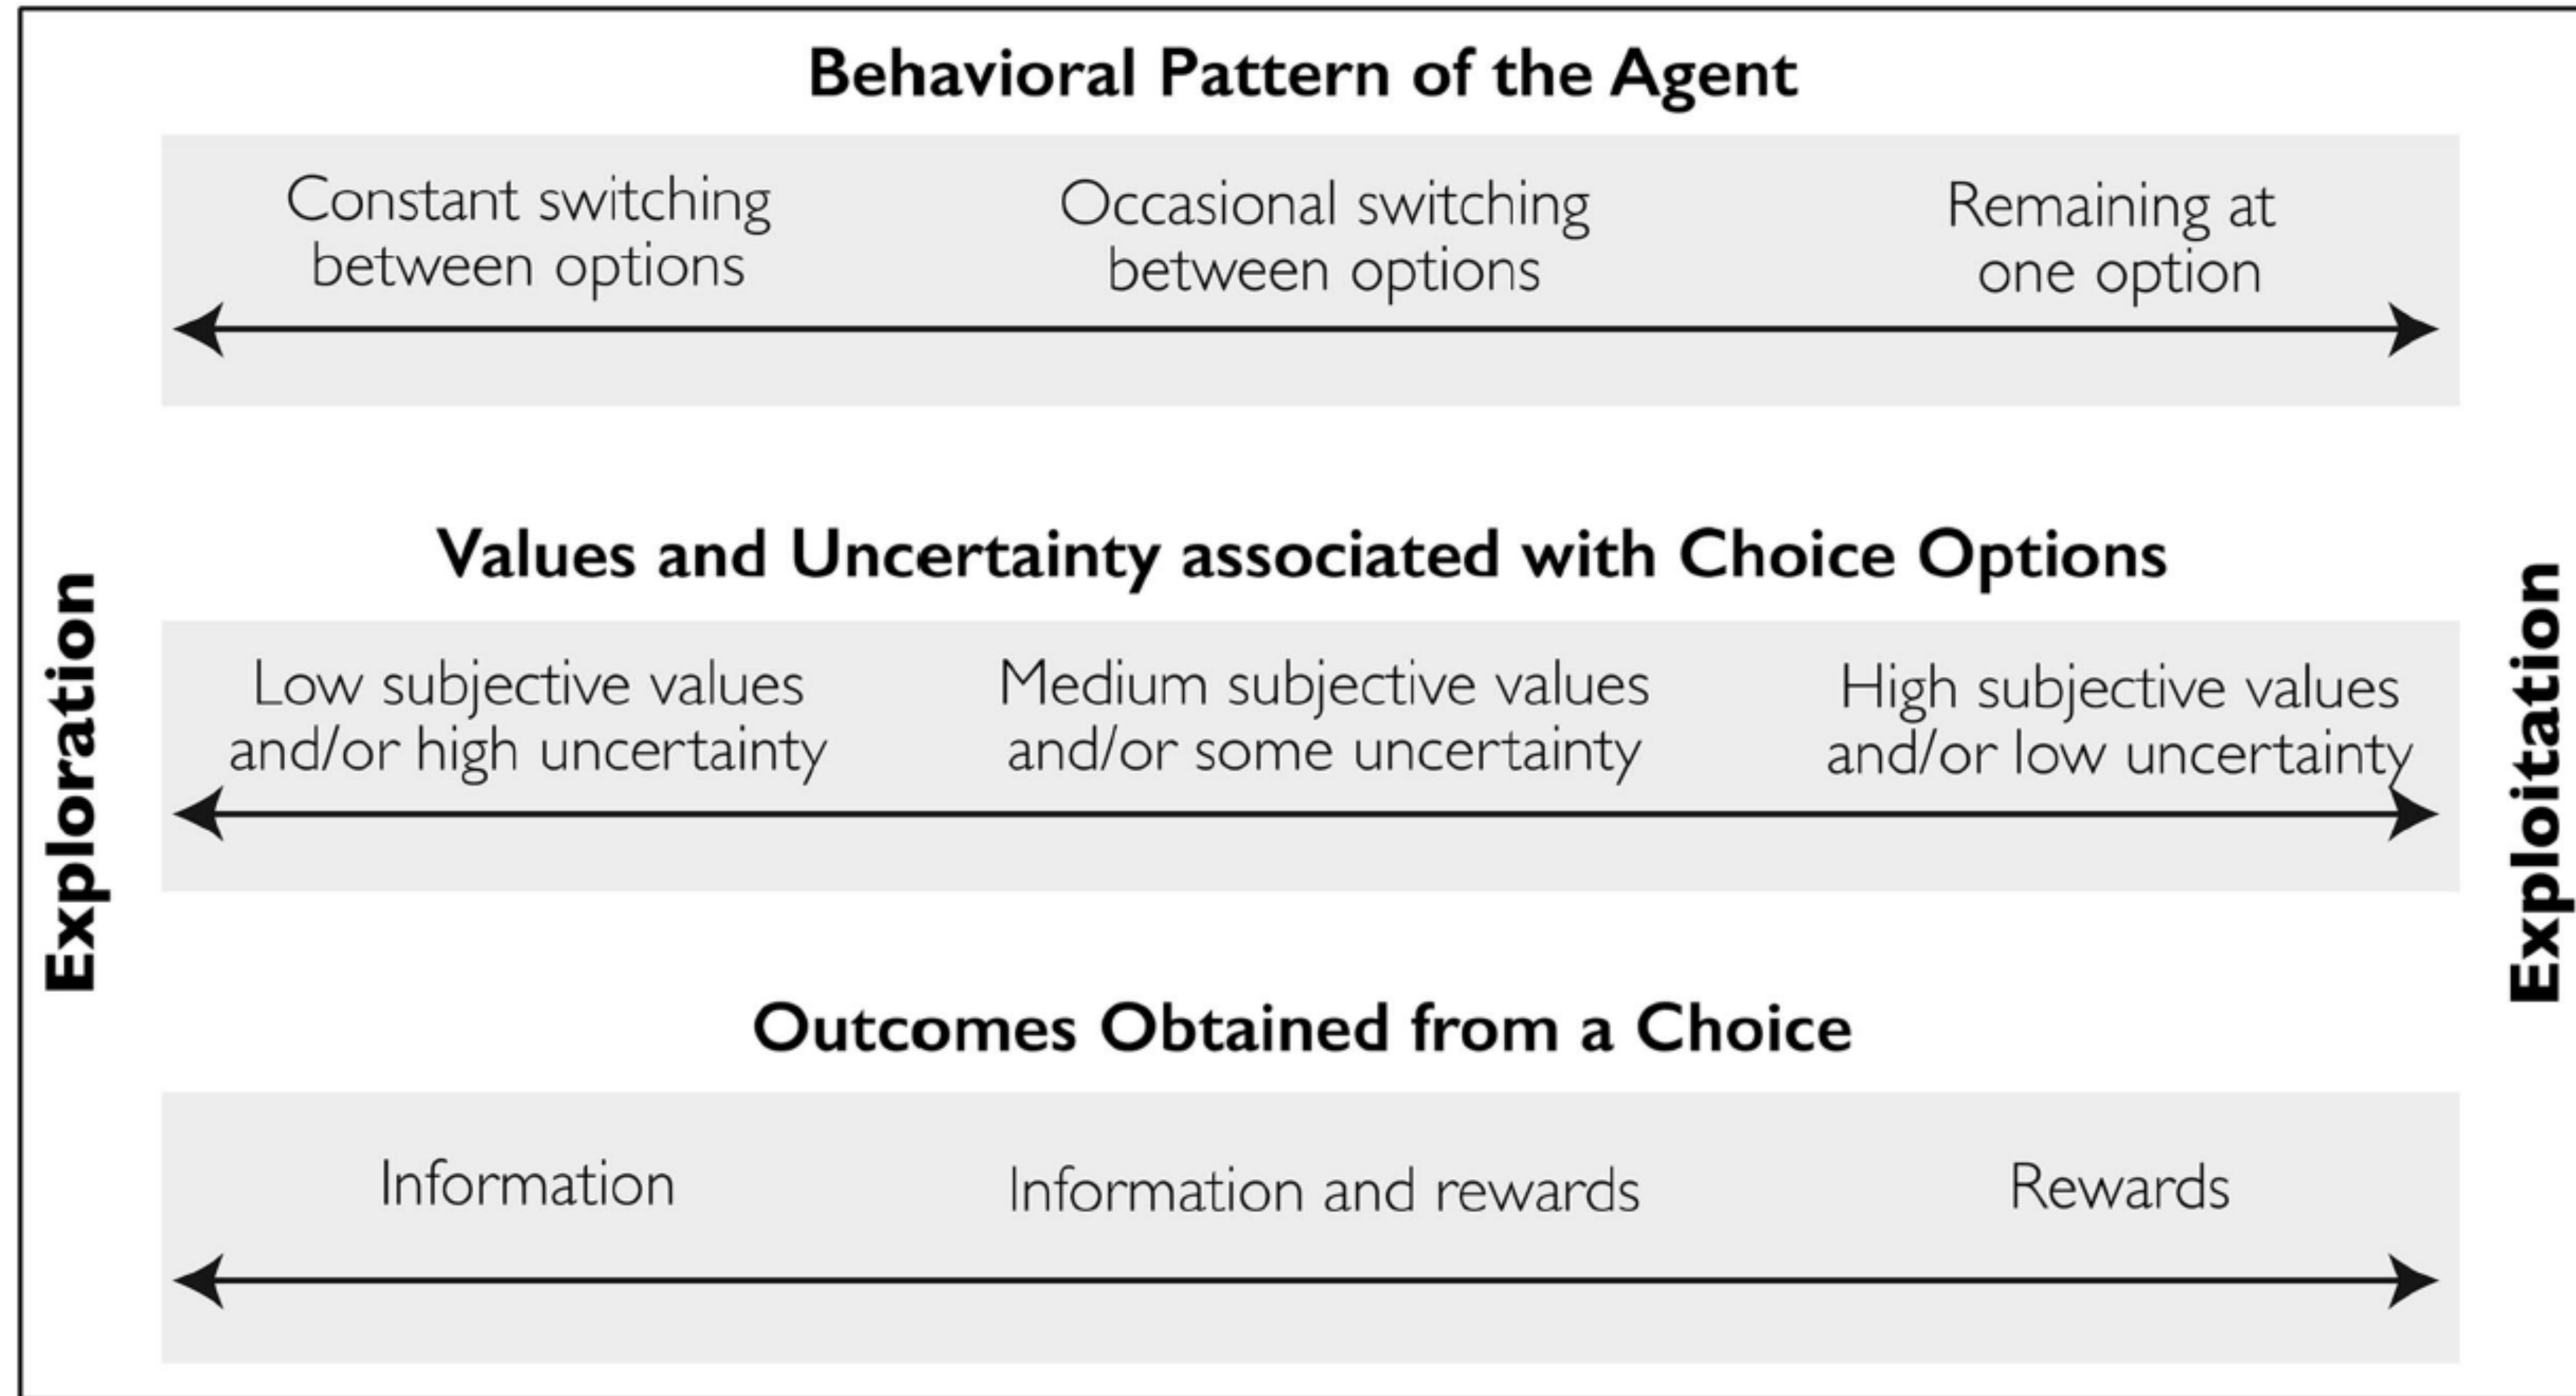 Behavioral Pattern of the Agent
Constant switching
between options
Occasional switching
between options
Remaining at
one option
Exploration
Values and Uncertainty associated with Choice Options
Low subjective values
and/or high uncertainty
Medium subjective values
and/or some uncertainty
High subjective values
and/or low uncertainty
Exploitation
Outcomes Obtained from a Choice
Information
Information and rewards
Rewards